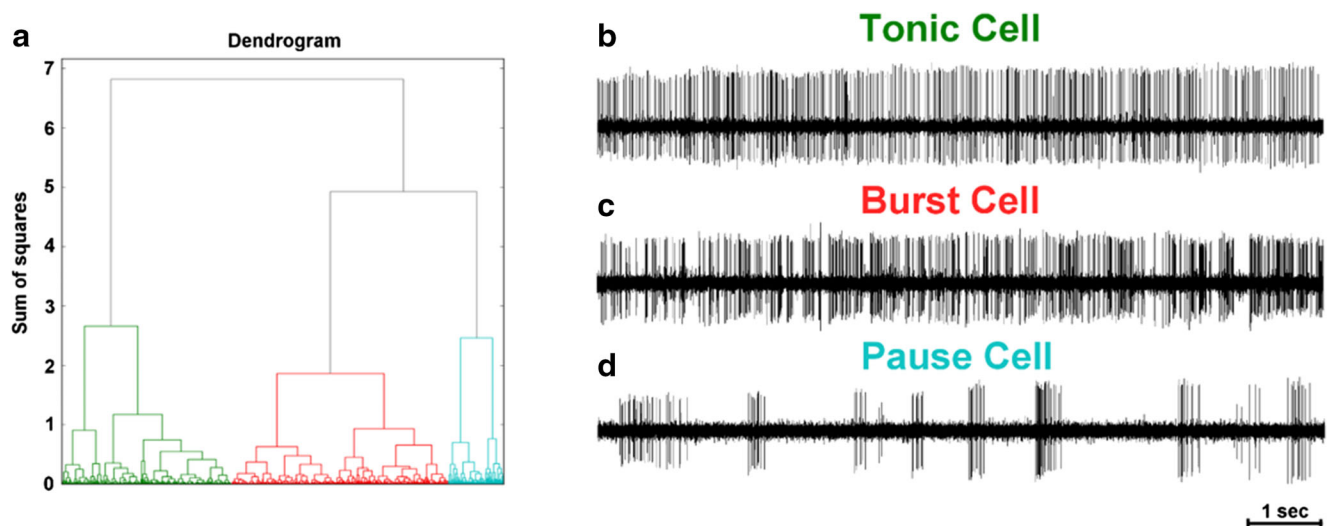 a
Dendrogram
7
6
5
4
3
2
1
0
Sum of squares
b
Tonic Cell
c
Burst Cell
d
Pause Cell
1 sec